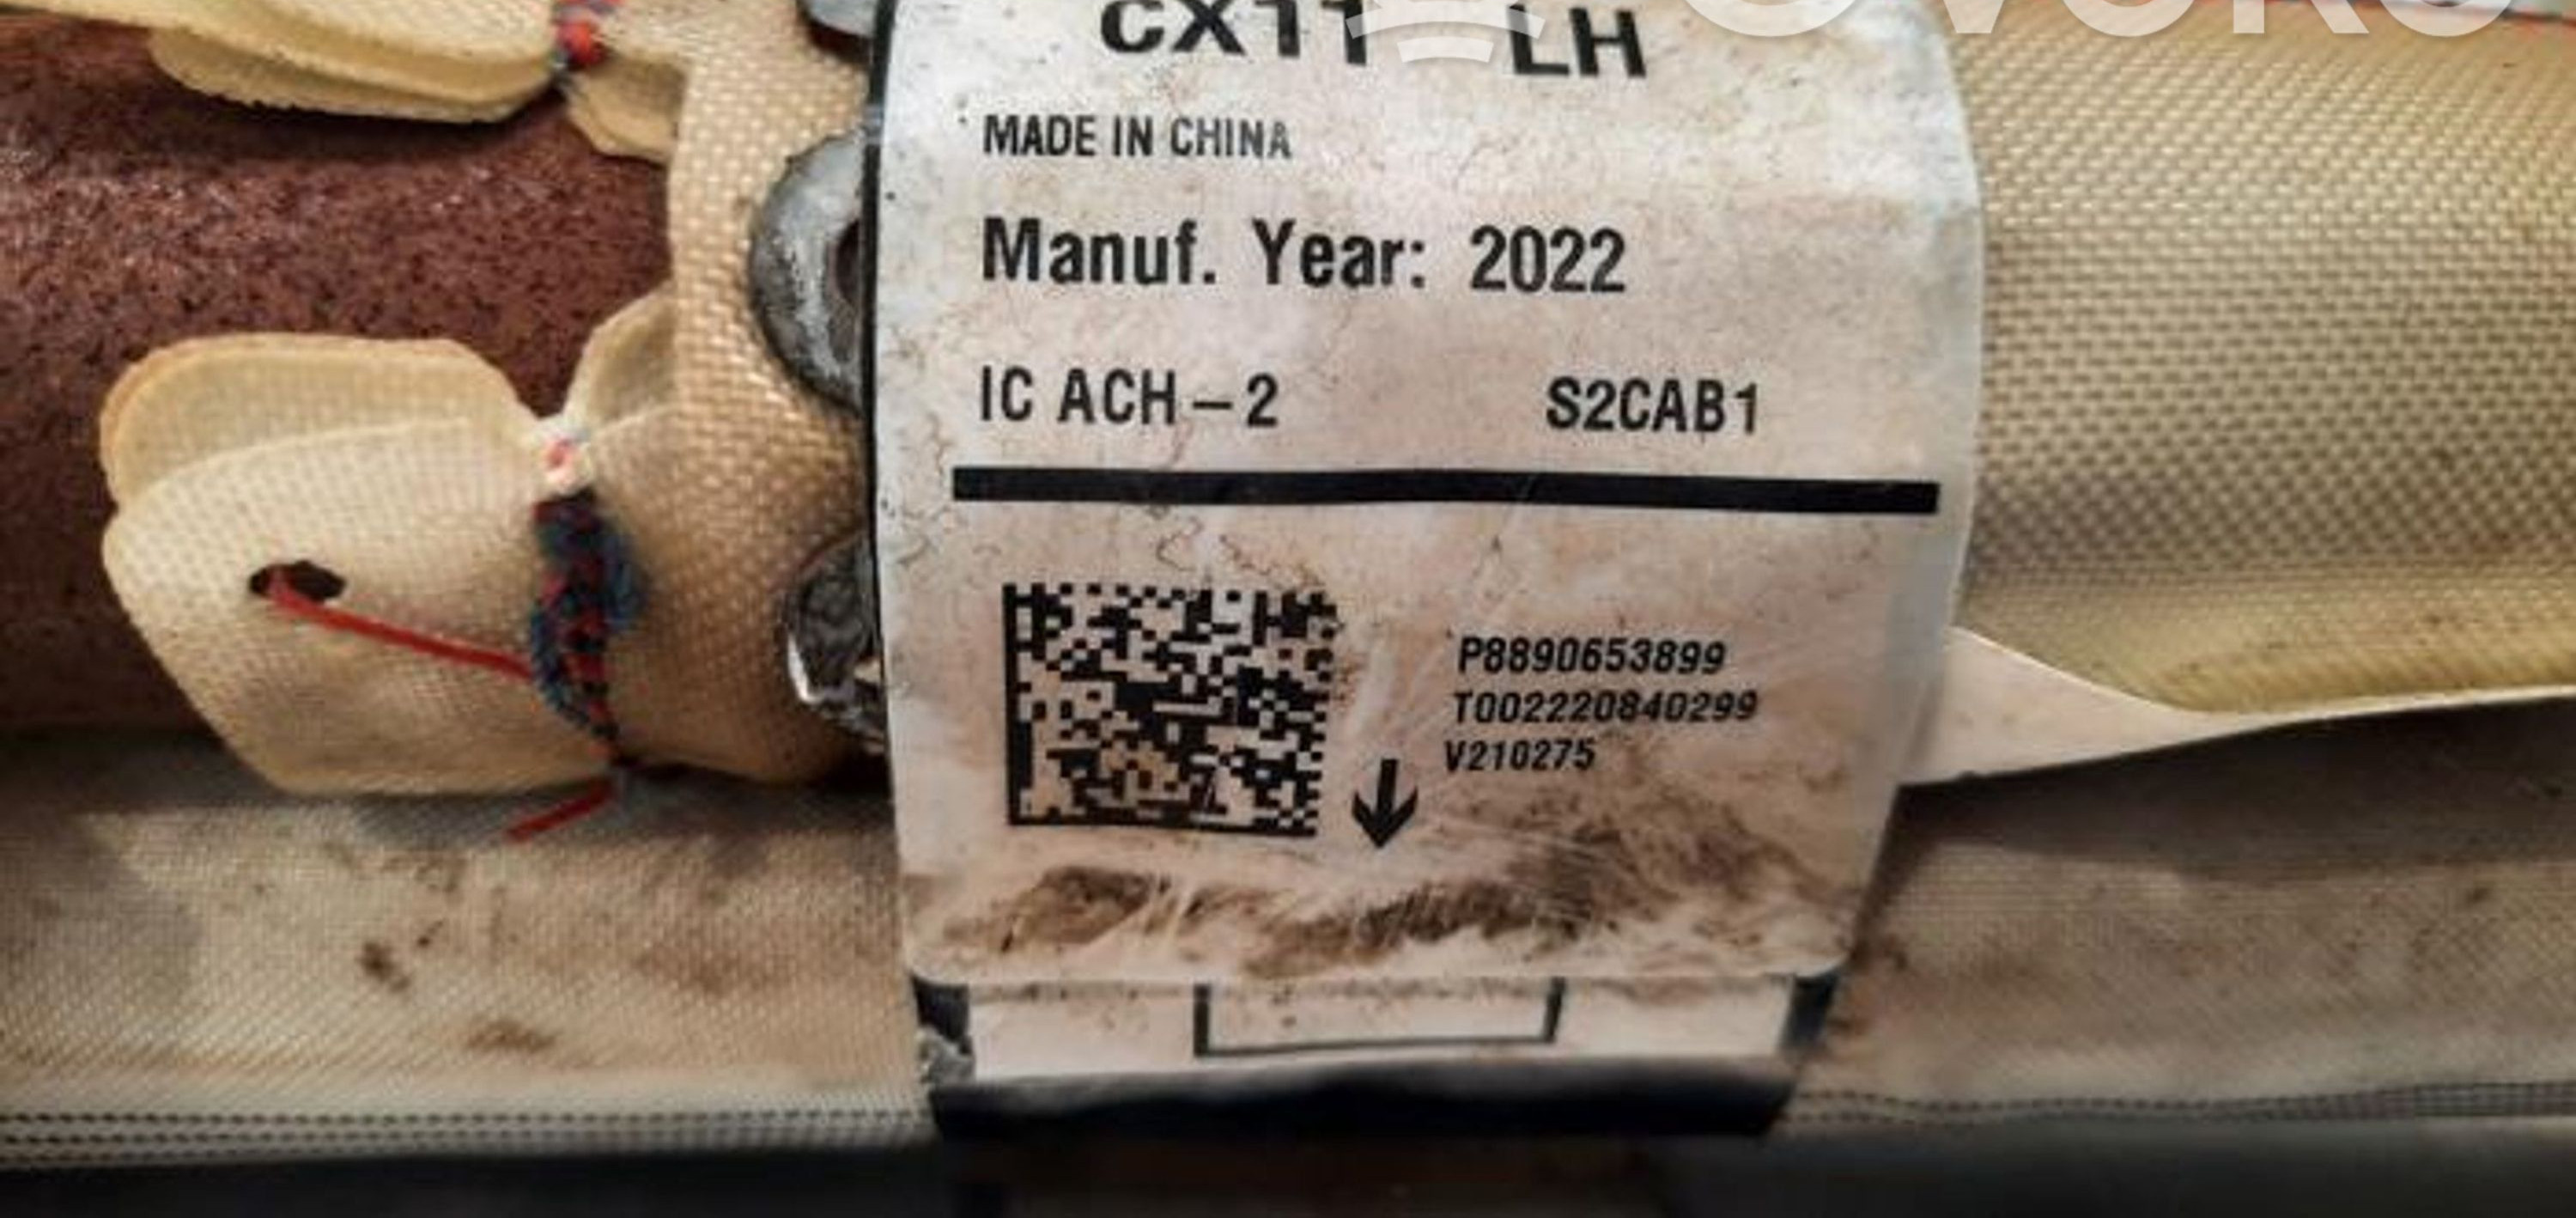 CX11 LH
MADE IN CHINA
Manuf. Year: 2022
IC ACH-2 S2CAB1
P8890653899
T002220840299
V210275